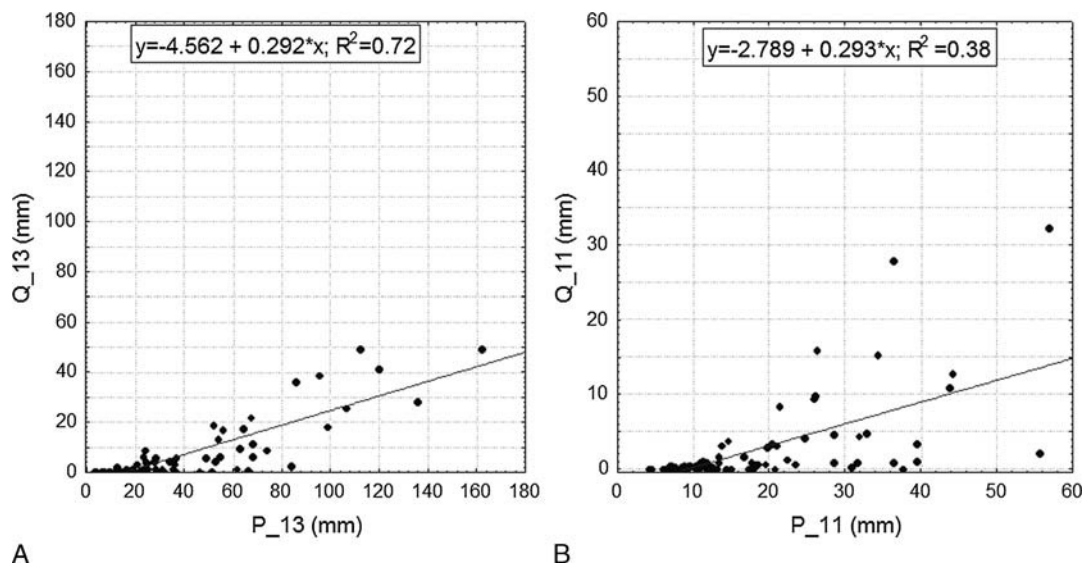 y=-4.562 + 0.292*x; R²=0.72
180
160
140
120
100
80
60
40
20
0
Q_13 (mm)
0 20 40 60 80 100 120 140 160 180
P_13 (mm)
A
y=-2.789 + 0.293*x; R² =0.38
60
50
40
30
20
10
0
Q_11 (mm)
0 10 20 30 40 50 60
P_11 (mm)
B